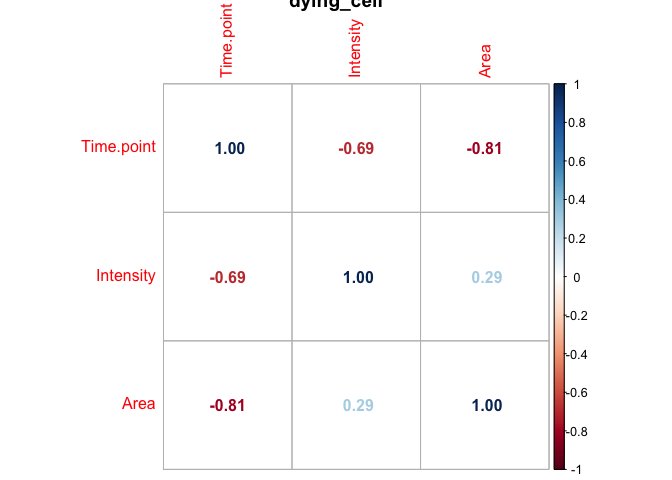 dying_cell
Time.point Intensity Area
1
Time.point 1.00 -0.69 -0.81
0.8
0.6
0.4
Intensity -0.69 1.00 0.29
0.2
0
-0.2
-0.4
Area -0.81 0.29 1.00
-0.6
-0.8
-1